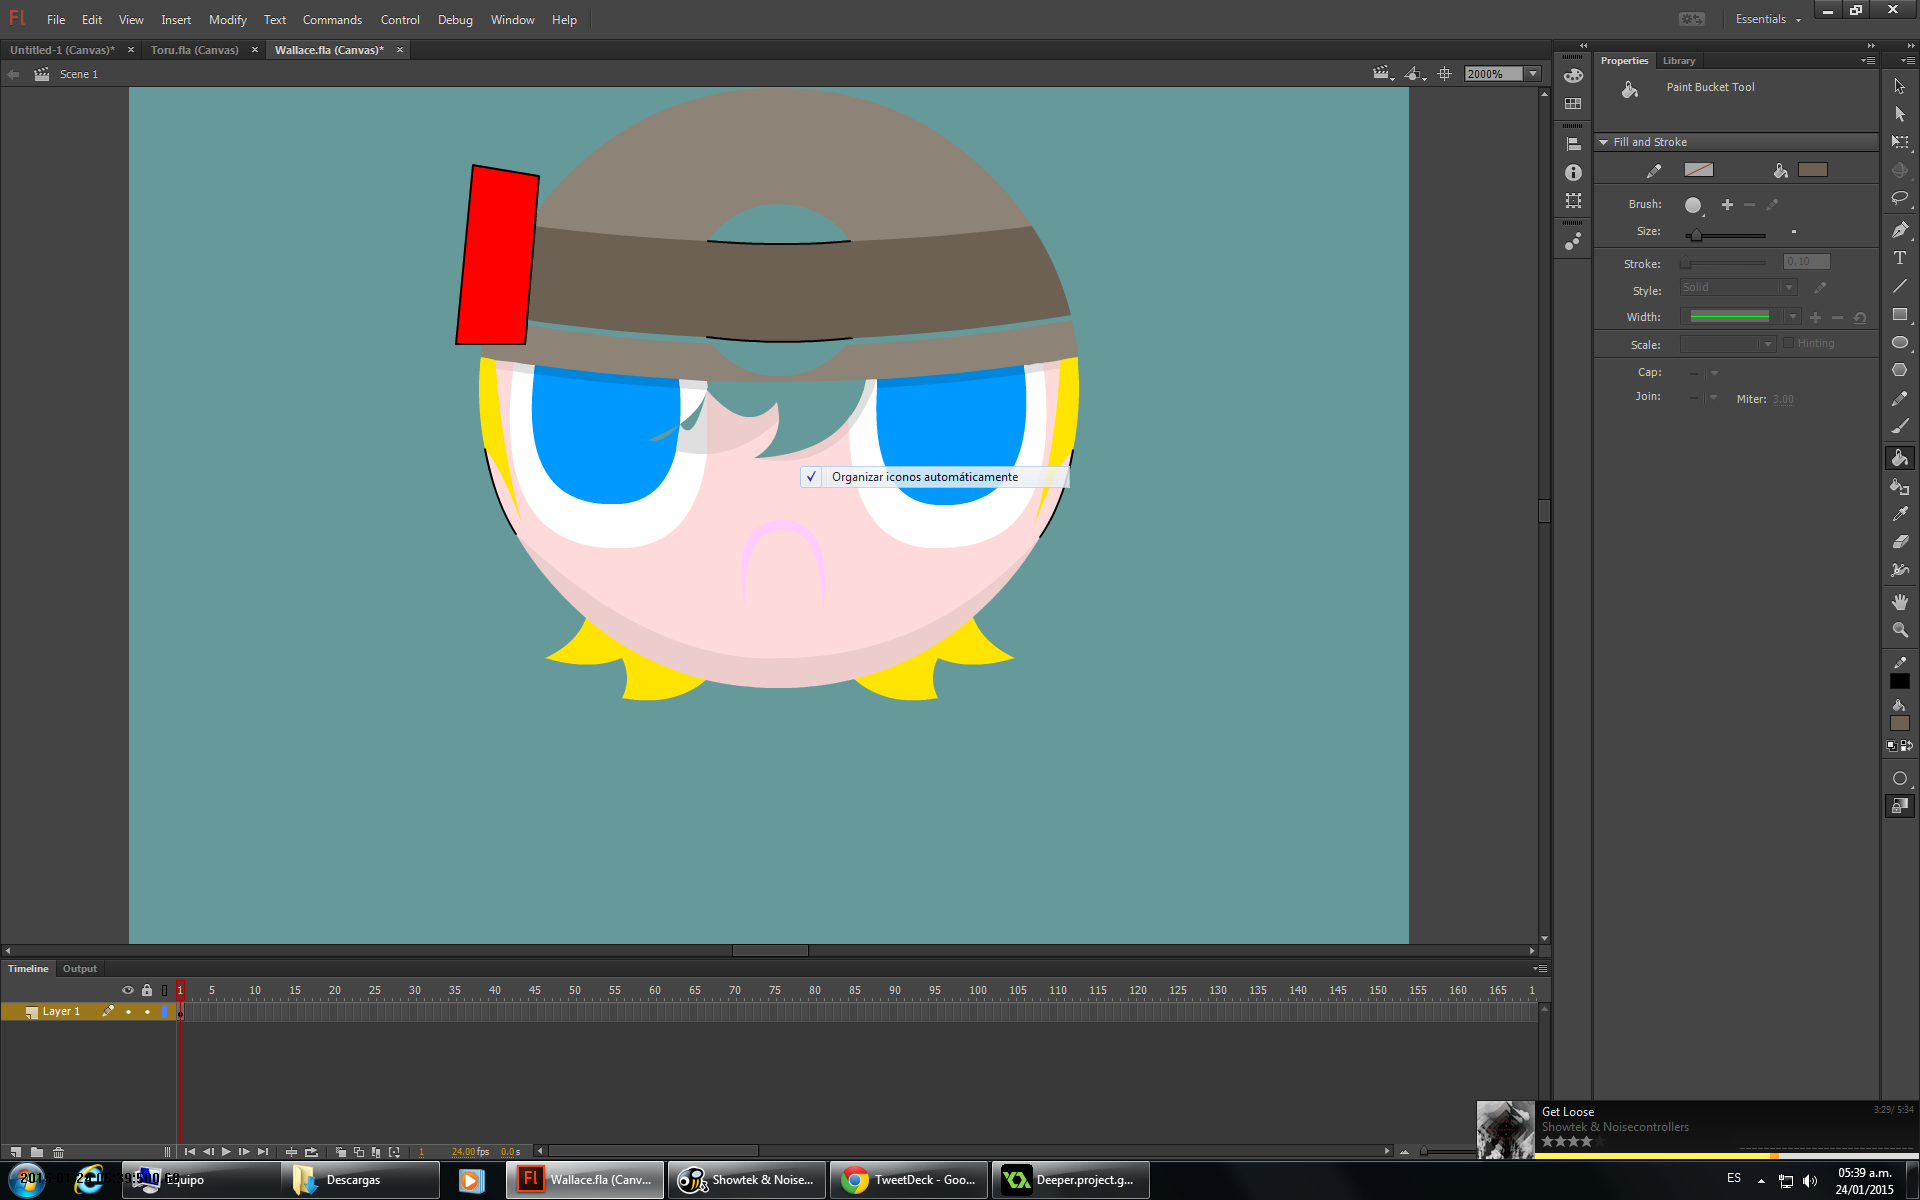 Fl File Edit View Insert Modify Text Commands Control Debug Window Help
Essentials
Untitled-1 (Canvas)* Toru.fla (Canvas) Wallace.fla (Canvas)*
Scene 1
2000%
Properties Library
Paint Bucket Tool
Fill and Stroke
Brush:
Size:
Stroke: 0,10
Style: Solid
Width:
Scale: Hinting
Cap:
Join: Miter: 3,00
T
✓ Organizar iconos automáticamente
Timeline Output
1 5 10 15 20 25 30 35 40 45 50 55 60 65 70 75 80 85 90 95 100 105 110 115 120 125 130 135 140 145 150 155 160 165 1
Layer 1
1 24,00 fps 0,0 s
Get Loose 3:29/ 5:34
Showtek & Noisecontrollers
Equipo Descargas Fl Wallace.fla (Canv... Showtek & Noise... TweetDeck - Goo... Deeper.project.g...
ES
05:39 a.m.
24/01/2015